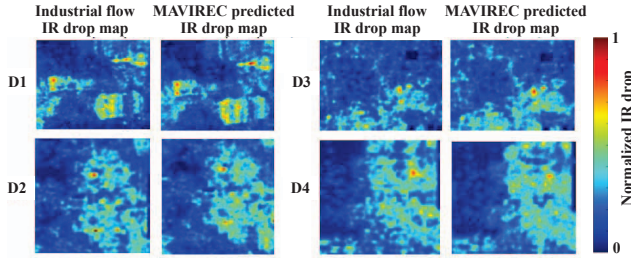 Industrial flow
IR drop map
MAVIREC predicted
IR drop map
Industrial flow
IR drop map
MAVIREC predicted
IR drop map
D1
D3
D2
D4
1
Normalized IR drop
0